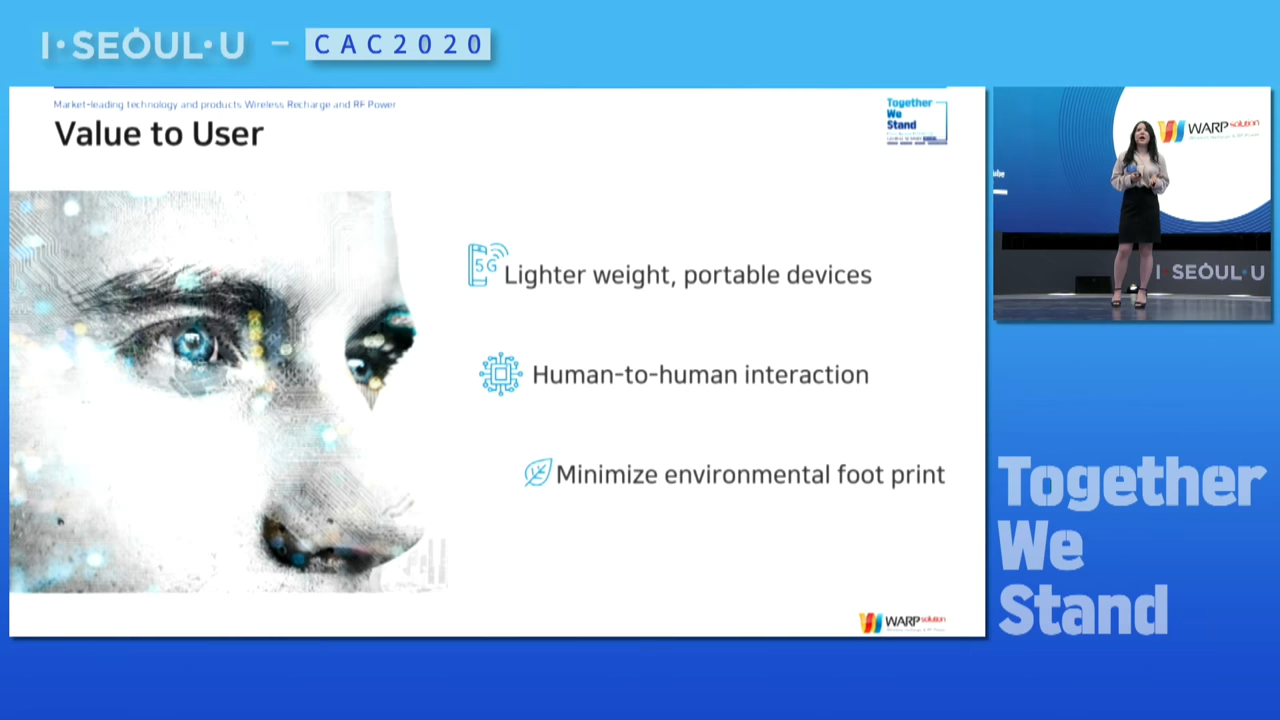 I·SEOUL·U – CAC2020
Market-leading technology and products Wireless Recharge and RF Power
Value to User
Together
We
Stand
5G
Lighter weight, portable devices
Human-to-human interaction
Minimize environmental foot print
WARP solution
WARP solution
I·SEOUL·U
Together
We
Stand